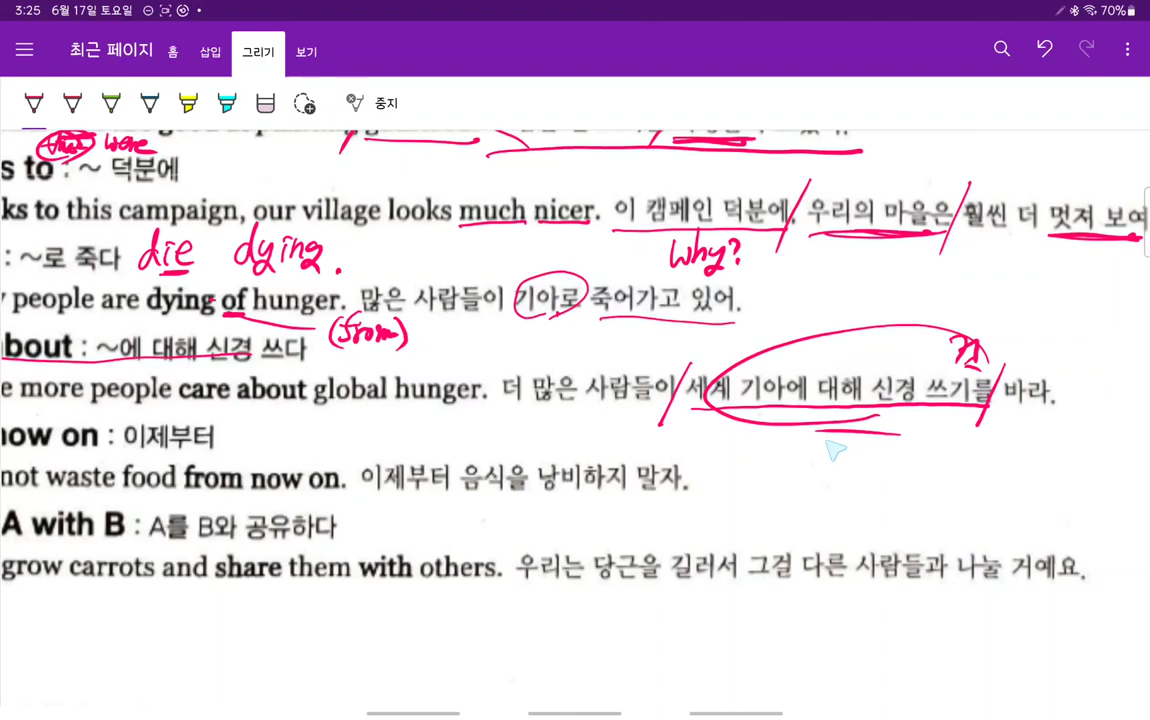 3:25 6월 17일 토요일 70%
최근 페이지 홈 삽입 그리기 보기
중지
were
s to : ~ 덕분에
ks to this campaign, our village looks much nicer. 이 캠페인 덕분에, 우리의 마을은 훨씬 더 멋져 보여
: ~로 죽다 die dying. why?
people are dying of hunger. 많은 사람들이 기아로 죽어가고 있어.
(from)
bout : ~에 대해 신경 쓰다 것
e more people care about global hunger. 더 많은 사람들이 세계 기아에 대해 신경 쓰기를 바라.
now on : 이제부터
not waste food from now on. 이제부터 음식을 낭비하지 말자.
A with B : A를 B와 공유하다
grow carrots and share them with others. 우리는 당근을 길러서 그걸 다른 사람들과 나눌 거예요.